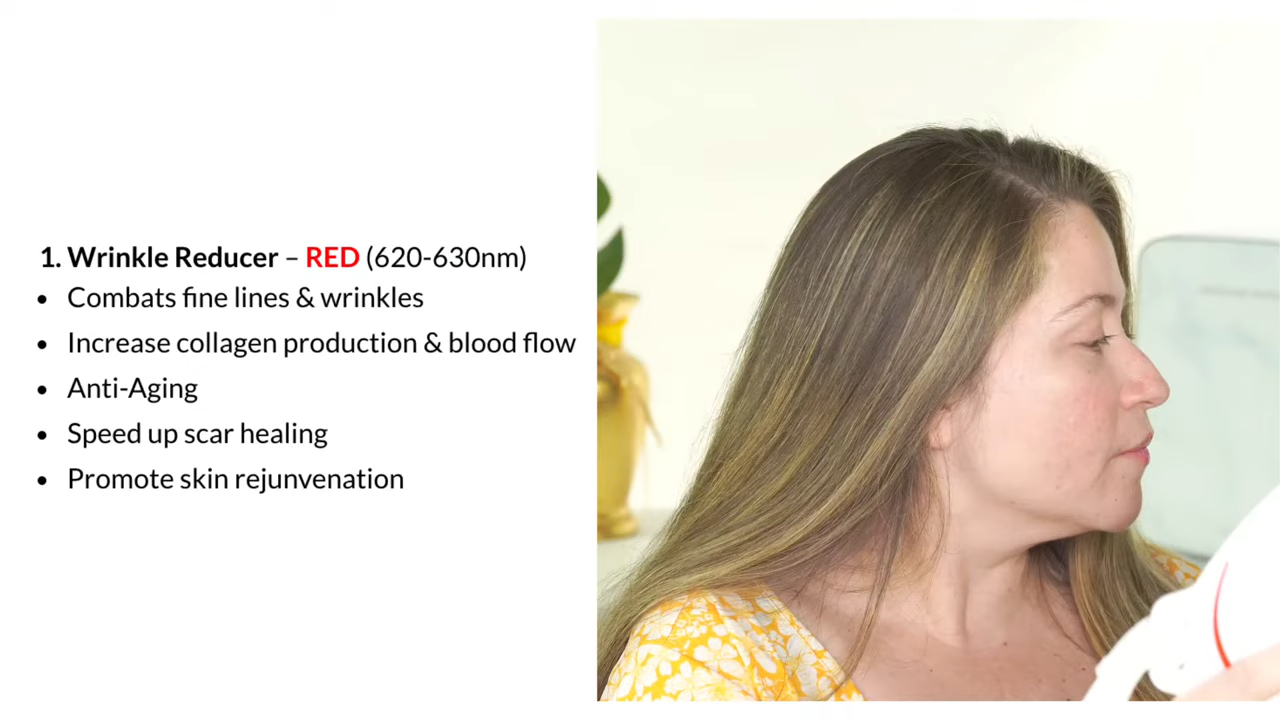 1. Wrinkle Reducer – RED (620-630nm)
• Combats fine lines & wrinkles
• Increase collagen production & blood flow
• Anti-Aging
• Speed up scar healing
• Promote skin rejunvenation